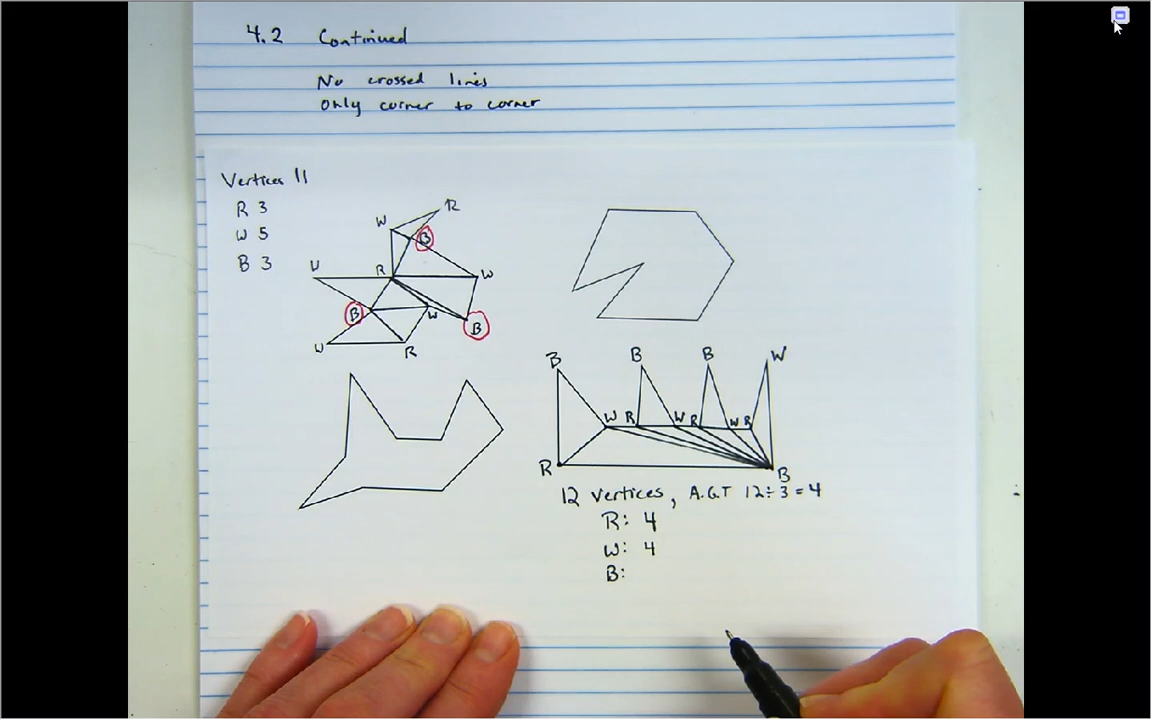 4.2 Continued
No crossed lines
Only corner to corner
Vertices 11
R 3
W 5
B 3
R
W
B
W R W
B W B
W R
B B B W
W R W R W R
R B
12 vertices, A.G.T 12÷3=4
R: 4
W: 4
B: